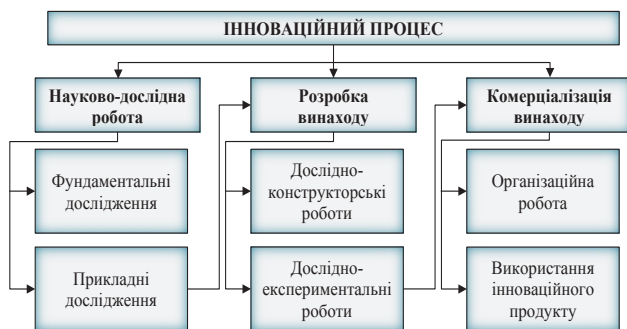 ІННОВАЦІЙНИЙ ПРОЦЕС
Науково-дослідна
робота
Фундаментальні
дослідження
Прикладні
дослідження
Розробка
винаходу
Дослідно-
конструкторські
роботи
Дослідно-
експериментальні
роботи
Комерціалізація
винаходу
Організаційна
робота
Використання
інноваційного
продукту